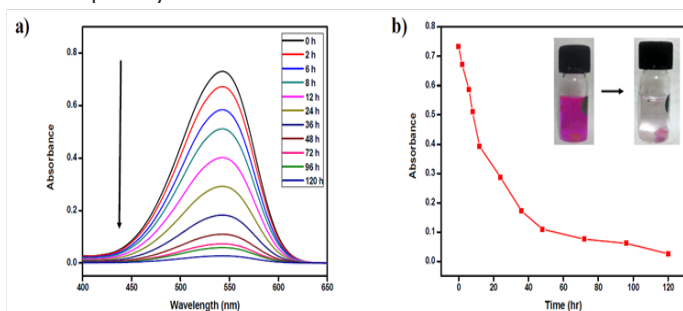 a)
0.8
0.6
0.4
0.2
0.0
Absorbance
400
450
500
550
600
650
Wavelength (nm)
0 h
2 h
6 h
8 h
12 h
24 h
36 h
48 h
72 h
96 h
120 h
b)
0.8
0.7
0.6
0.5
0.4
0.3
0.2
0.1
0.0
Absorbance
0
20
40
60
80
100
120
Time (hr)